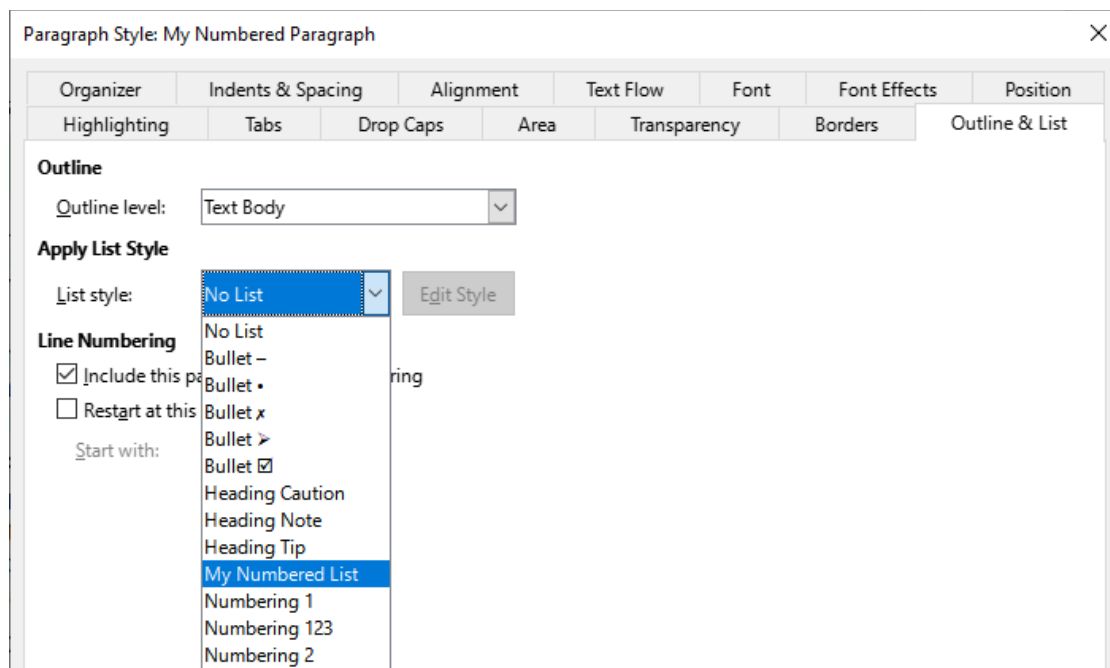 Paragraph Style: My Numbered Paragraph
Organizer Indents & Spacing Alignment Text Flow Font Font Effects Position
Highlighting Tabs Drop Caps Area Transparency Borders Outline & List
Outline
Outline level: Text Body
Apply List Style
List style: No List Edit Style
No List
Line Numbering
Bullet –
Include this pa ring
Bullet •
Restart at this
Bullet ✗
Bullet ➢
Start with:
Bullet ☑
Heading Caution
Heading Note
Heading Tip
My Numbered List
Numbering 1
Numbering 123
Numbering 2